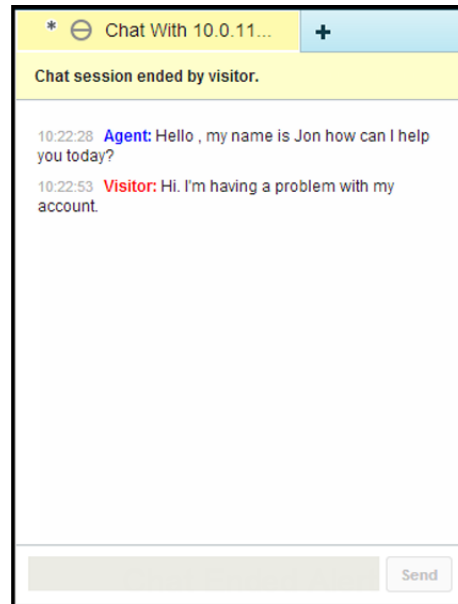 * Chat With 10.0.11... +
Chat session ended by visitor.
10:22:28 Agent: Hello , my name is Jon how can I help
you today?
10:22:53 Visitor: Hi. I'm having a problem with my
account.
Send